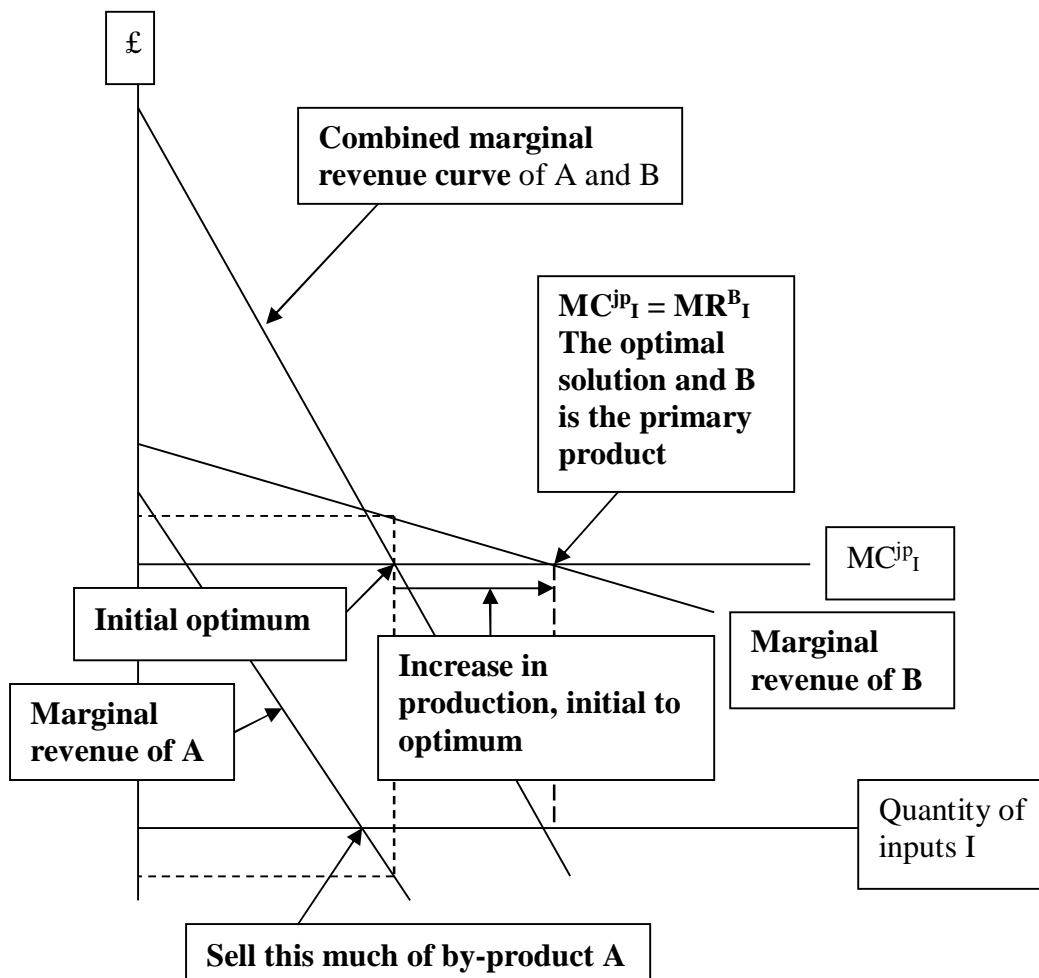 £
Combined marginal
revenue curve of A and B
MC^jp_I = MR^B_I
The optimal
solution and B
is the primary
product
MC^jp_I
Initial optimum
Marginal
revenue of B
Increase in
production, initial to
optimum
Marginal
revenue of A
Quantity of
inputs I
Sell this much of by-product A